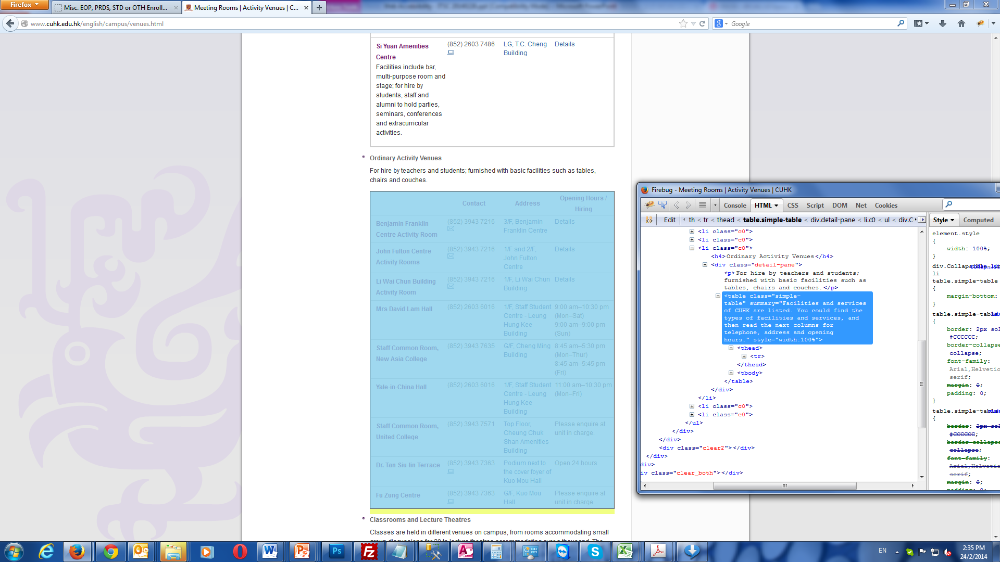 Firefox
Misc. EOP, PRDS, STD or OTH Enroll...
Meeting Rooms | Activity Venues | C...
www.cuhk.edu.hk/english/campus/venues.html
Google
Si Yuan Amenities Centre
Facilities include bar,
multi-purpose room and
stage; for hire by
students, staff and
alumni to hold parties,
seminars, conferences
and extracurricular
activities.
(852) 2603 7486
LG, T.C. Cheng
Building
Details
Ordinary Activity Venues
For hire by teachers and students; furnished with basic facilities such as tables,
chairs and couches.
Contact
Address
Opening Hours /
Hiring
Benjamin Franklin
Centre Activity Room
(852) 3943 7216
3/F, Benjamin
Franklin Centre
Details
John Fulton Centre
Activity Rooms
(852) 3943 7216
1/F and 2/F,
John Fulton
Centre
Details
Li Wai Chun Building
Activity Room
(852) 3943 7216
1/F, Li Wai Chun
Building
Details
Mrs David Lam Hall
(852) 2603 6016
1/F, Staff Student
Centre - Leung
Hung Kee
Building
9:00 am–10:30 pm
(Mon–Sat)
9:00 am–9:00 pm
(Sun)
Staff Common Room,
New Asia College
(852) 3943 7635
G/F, Cheng Ming
Building
8:45 am–5:30 pm
(Mon–Thur)
8:45 am–5:45 pm
(Fri)
Yale-in-China Hall
(852) 2603 6016
1/F, Staff Student
Centre - Leung
Hung Kee
Building
11:00 am–10:30 pm
(Mon–Fri)
Staff Common Room,
United College
(852) 3943 7571
Top Floor,
Cheung Chuk
Shan Amenities
Building
Please enquire at
unit in charge.
Dr. Tan Siu-lin Terrace
(852) 3943 7363
Podium next to
the cover foyer of
Kuo Mou Hall
Open 24 hours
Fu Zung Centre
(852) 3943 7363
G/F, Kuo Mou
Hall
Please enquire at
unit in charge.
Classrooms and Lecture Theatres
Classes are held in different venues on campus, from rooms accommodating small
Firebug - Meeting Rooms | Activity Venues | CUHK
Console HTML CSS Script DOM Net Cookies
Edit th < tr < thead < table.simple-table < div.detail-pane < li.c0 < ul < div.C
<li class="c0">
<li class="c0">
<li class="c0">
<h4>Ordinary Activity Venues</h4>
<div class="detail-pane">
<p>For hire by teachers and students;
furnished with basic facilities such as
tables, chairs and couches.</p>
<table class="simple-
table" summary="Facilities and services
of CUHK are listed. You could find the
types of facilities and services, and
then read the next columns for
telephone, address and opening
hours." style="width:100%">
<thead>
<tr>
</thead>
<tbody>
</table>
</div>
</li>
<li class="c0">
<li class="c0">
</ul>
</div>
</div>
<div class="clear2"></div>
</div>
div>
iv class="clear_both"></div>
Style Computed
element.style
{
width: 100%;
}
li
table.simple-table
{
margin-bottom:
}
{
border: 2px sol
#CCCCCC;
border-collapse
collapse;
font-family:
Arial,Helvetic
serif;
margin: 0;
padding: 0;
}
{
border: 2px sol
#CCCCCC;
border-collapse
collapse;
font-family:
Arial,Helvetic
serif;
margin: 0;
EN
2:35 PM
24/2/2014